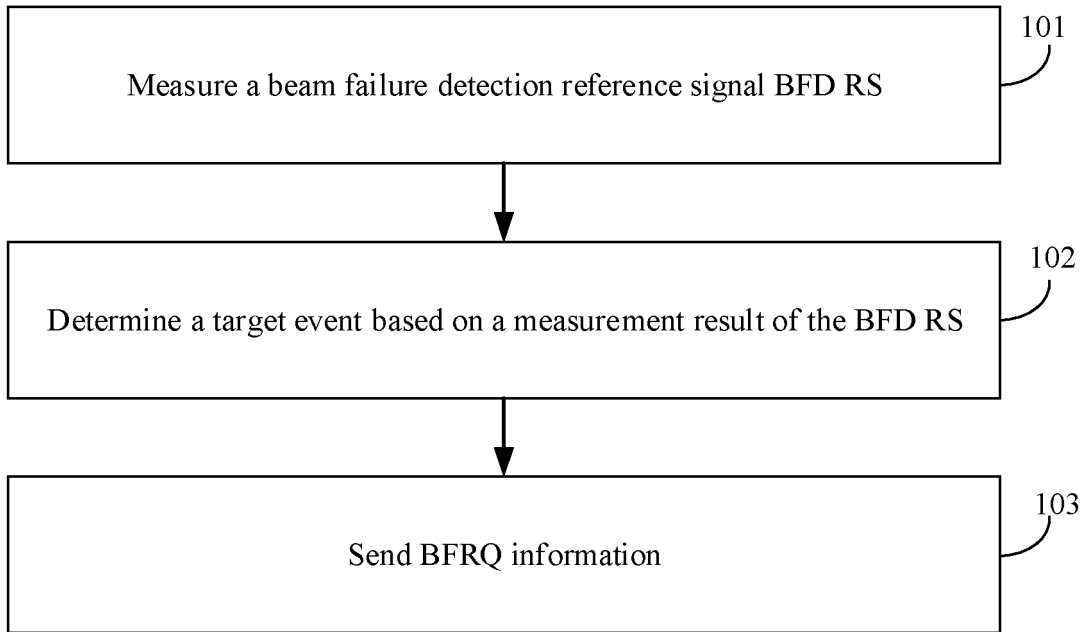 101
Measure a beam failure detection reference signal BFD RS
102
Determine a target event based on a measurement result of the BFD RS
103
Send BFRQ information